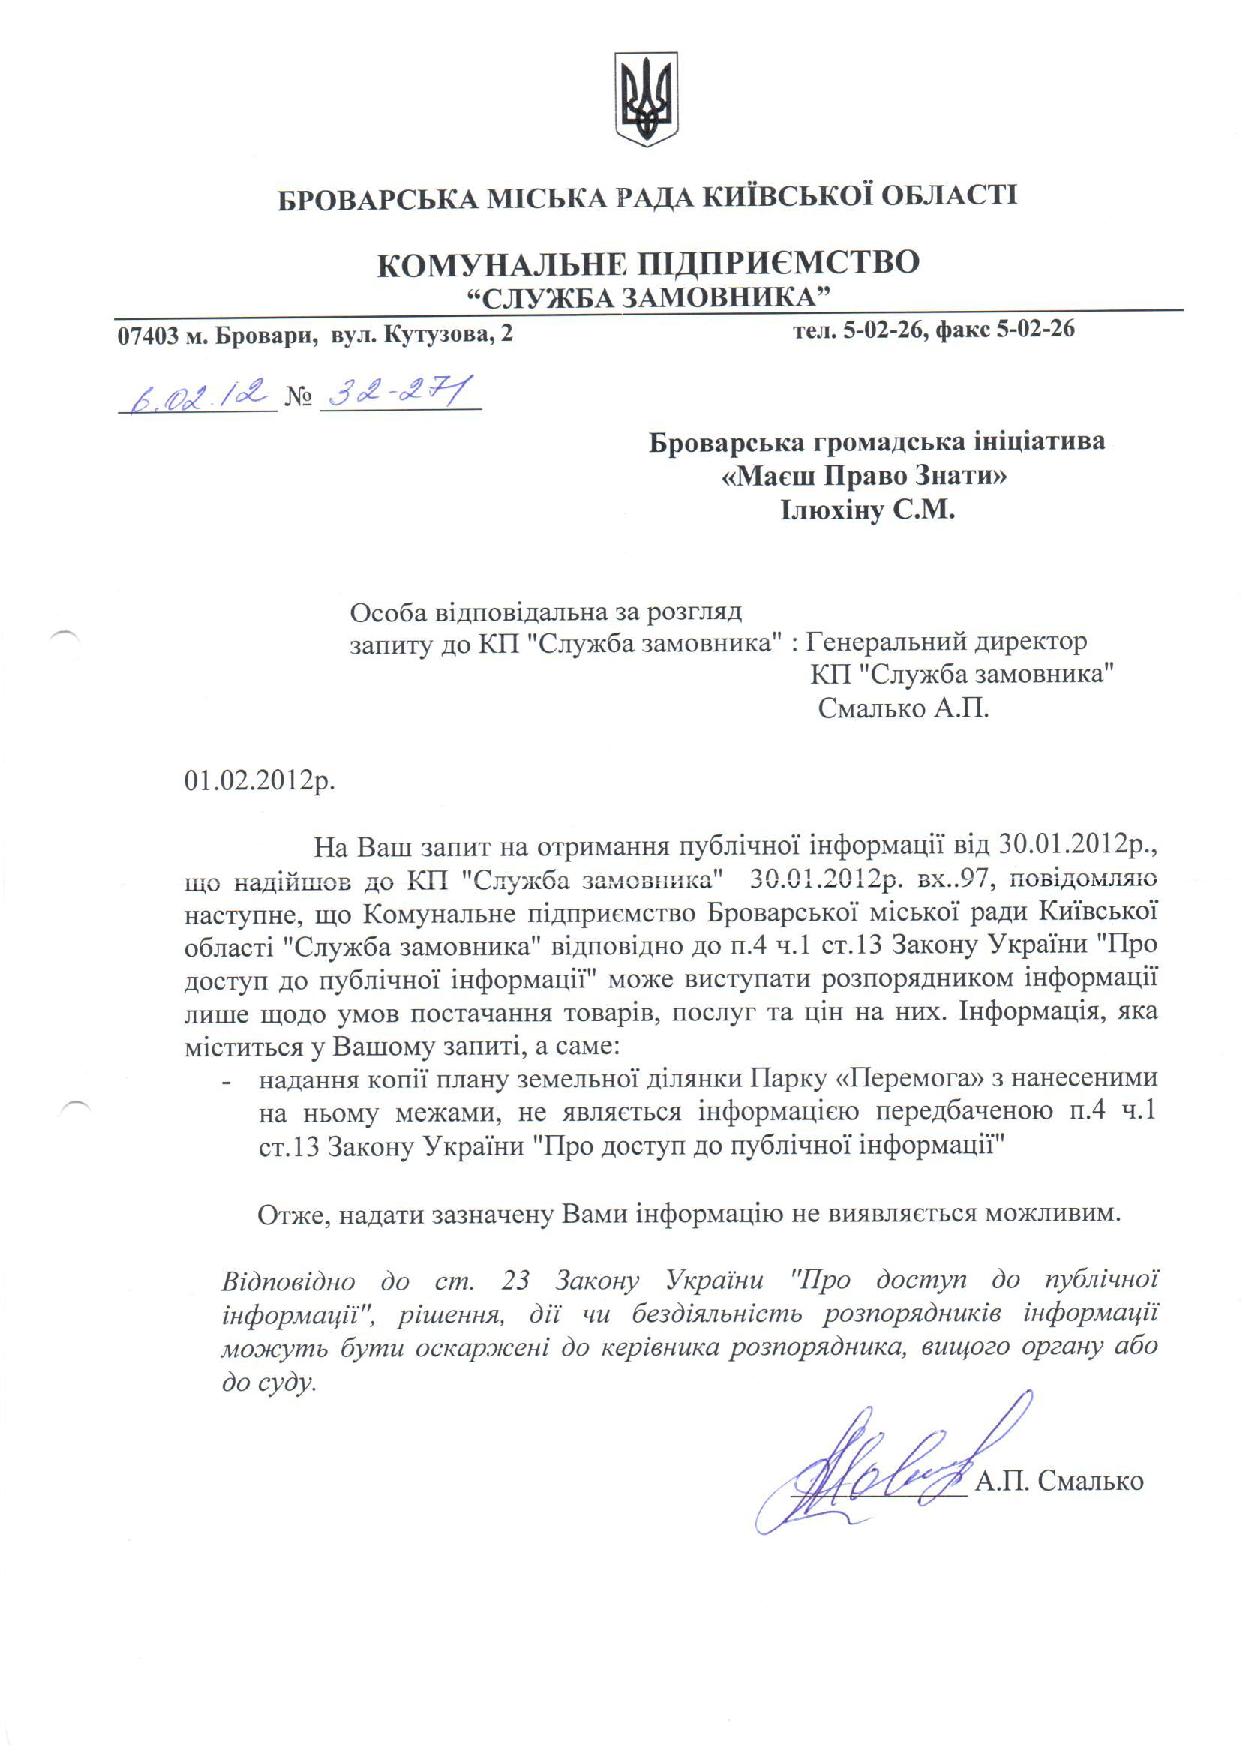 БРОВАРСЬКА МІСЬКА РАДА КИЇВСЬКОЇ ОБЛАСТІ
КОМУНАЛЬНЕ ПІДПРИЄМСТВО
“СЛУЖБА ЗАМОВНИКА”
07403 м. Бровари, вул. Кутузова, 2 тел. 5-02-26, факс 5-02-26
6.02.12 № 32-271
Броварська громадська ініціатива
«Маєш Право Знати»
Ілюхіну С.М.
Особа відповідальна за розгляд
запиту до КП "Служба замовника" : Генеральний директор
КП "Служба замовника"
Смалько А.П.
01.02.2012р.
На Ваш запит на отримання публічної інформації від 30.01.2012р.,
що надійшов до КП "Служба замовника" 30.01.2012р. вх..97, повідомляю
наступне, що Комунальне підприємство Броварської міської ради Київської
області "Служба замовника" відповідно до п.4 ч.1 ст.13 Закону України "Про
доступ до публічної інформації" може виступати розпорядником інформації
лише щодо умов постачання товарів, послуг та цін на них. Інформація, яка
міститься у Вашому запиті, а саме:
- надання копії плану земельної ділянки Парку «Перемога» з нанесеними
на ньому межами, не являється інформацією передбаченою п.4 ч.1
ст.13 Закону України "Про доступ до публічної інформації"
Отже, надати зазначену Вами інформацію не виявляється можливим.
Відповідно до ст. 23 Закону України "Про доступ до публічної
інформації", рішення, дії чи бездіяльність розпорядників інформації
можуть бути оскаржені до керівника розпорядника, вищого органу або
до суду.
А.П. Смалько